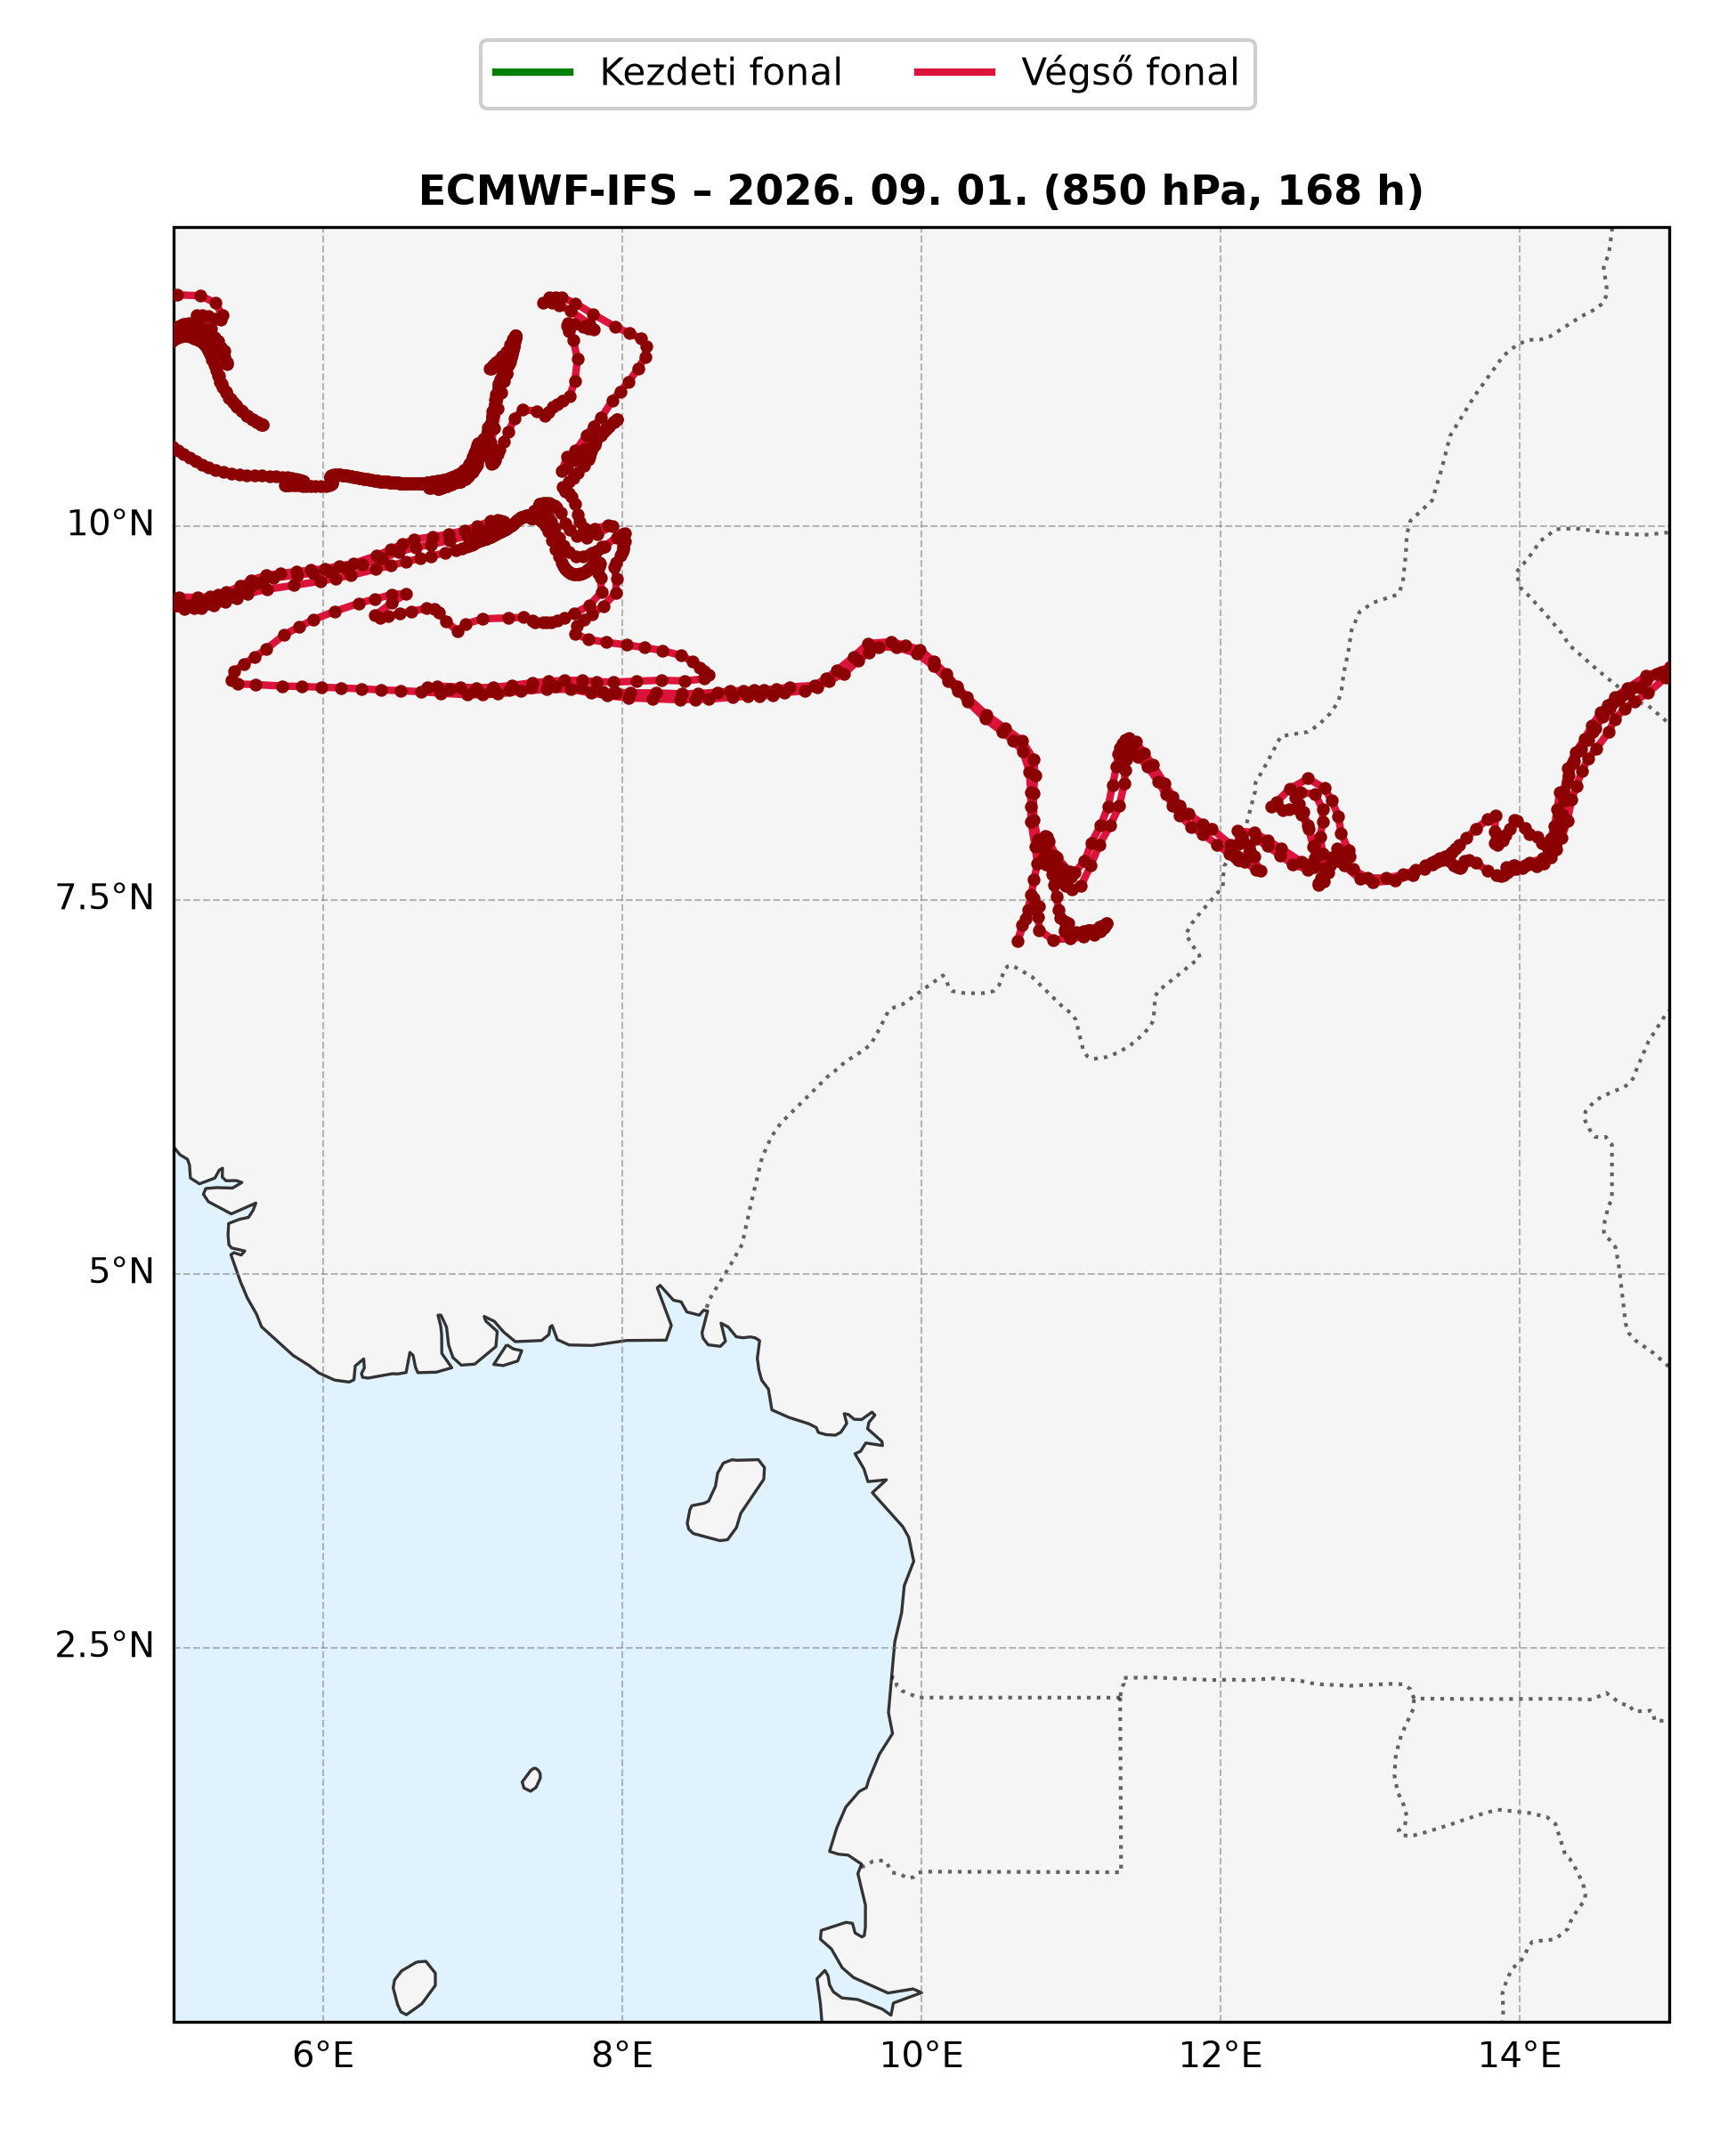 Kezdeti fonal Végső fonal
ECMWF-IFS – 2026. 09. 01. (850 hPa, 168 h)
10°N
7.5°N
5°N
2.5°N
6°E 8°E 10°E 12°E 14°E